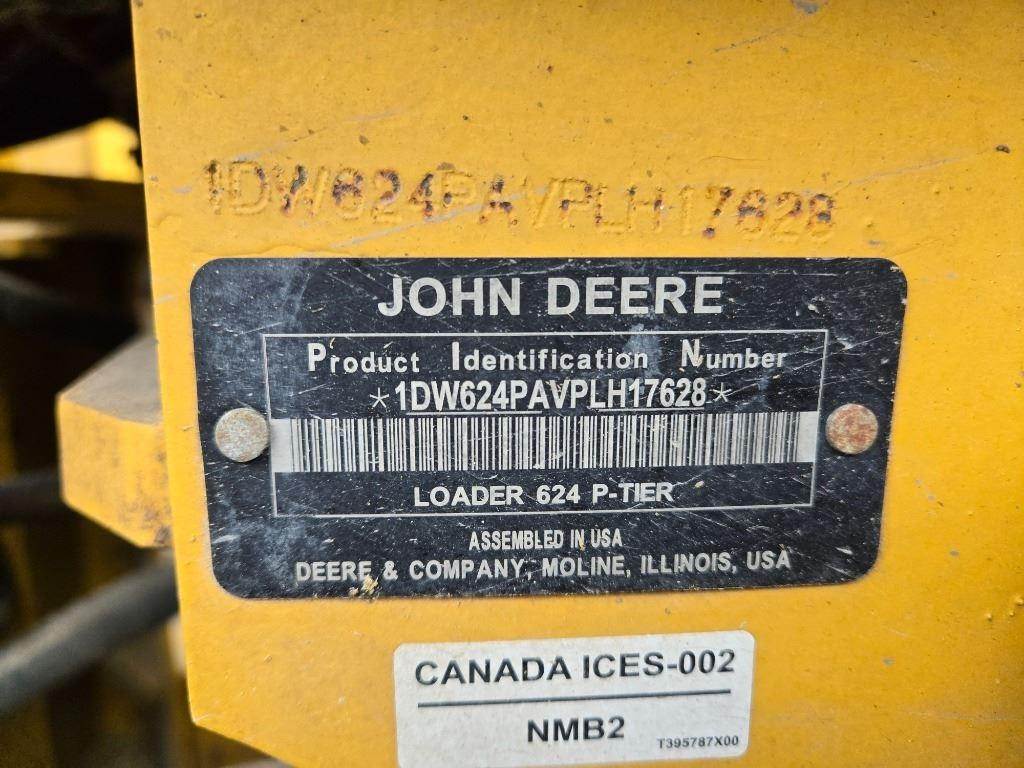 1DW624PAVPLH17628
JOHN DEERE
Product Identification Number
*1DW624PAVPLH17628*
LOADER 624 P-TIER
ASSEMBLED IN USA
DEERE & COMPANY, MOLINE, ILLINOIS, USA
CANADA ICES-002
NMB2
T395787X00